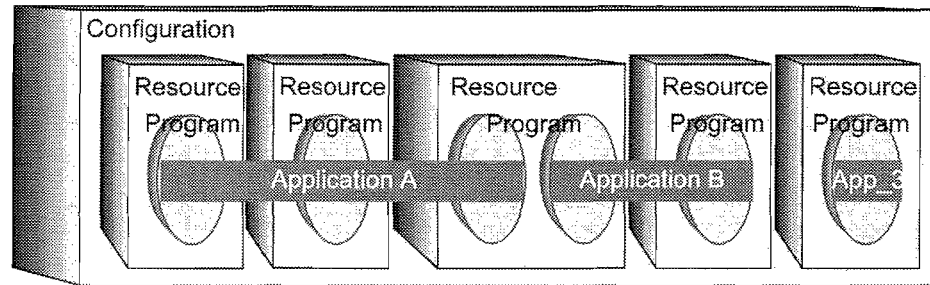 Configuration
Resource
Program
Resource
Program
Resource
Program
Resource
Program
Resource
Program
Application A
Application B
App_3